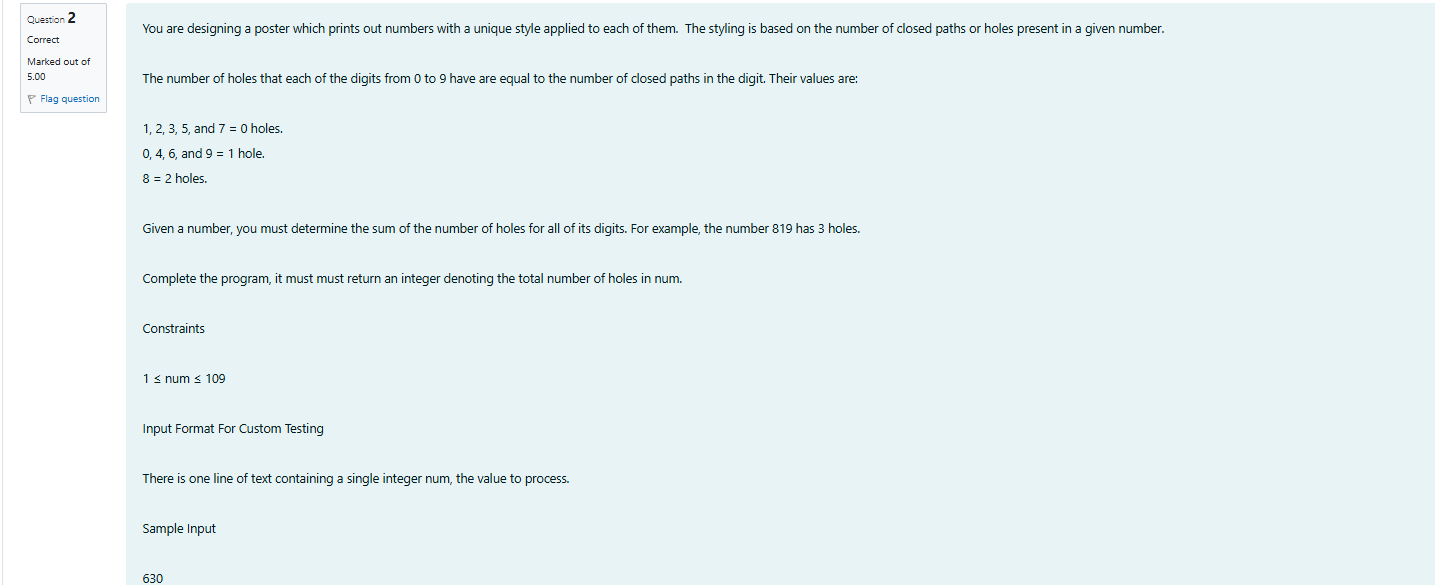 Question 2
Correct
Marked out of
5.00
Flag question
You are designing a poster which prints out numbers with a unique style applied to each of them. The styling is based on the number of closed paths or holes present in a given number.
The number of holes that each of the digits from 0 to 9 have are equal to the number of closed paths in the digit. Their values are:
1, 2, 3, 5, and 7 = 0 holes.
0, 4, 6, and 9 = 1 hole.
8 = 2 holes.
Given a number, you must determine the sum of the number of holes for all of its digits. For example, the number 819 has 3 holes.
Complete the program, it must must return an integer denoting the total number of holes in num.
Constraints
1 ≤ num ≤ 109
Input Format For Custom Testing
There is one line of text containing a single integer num, the value to process.
Sample Input
630